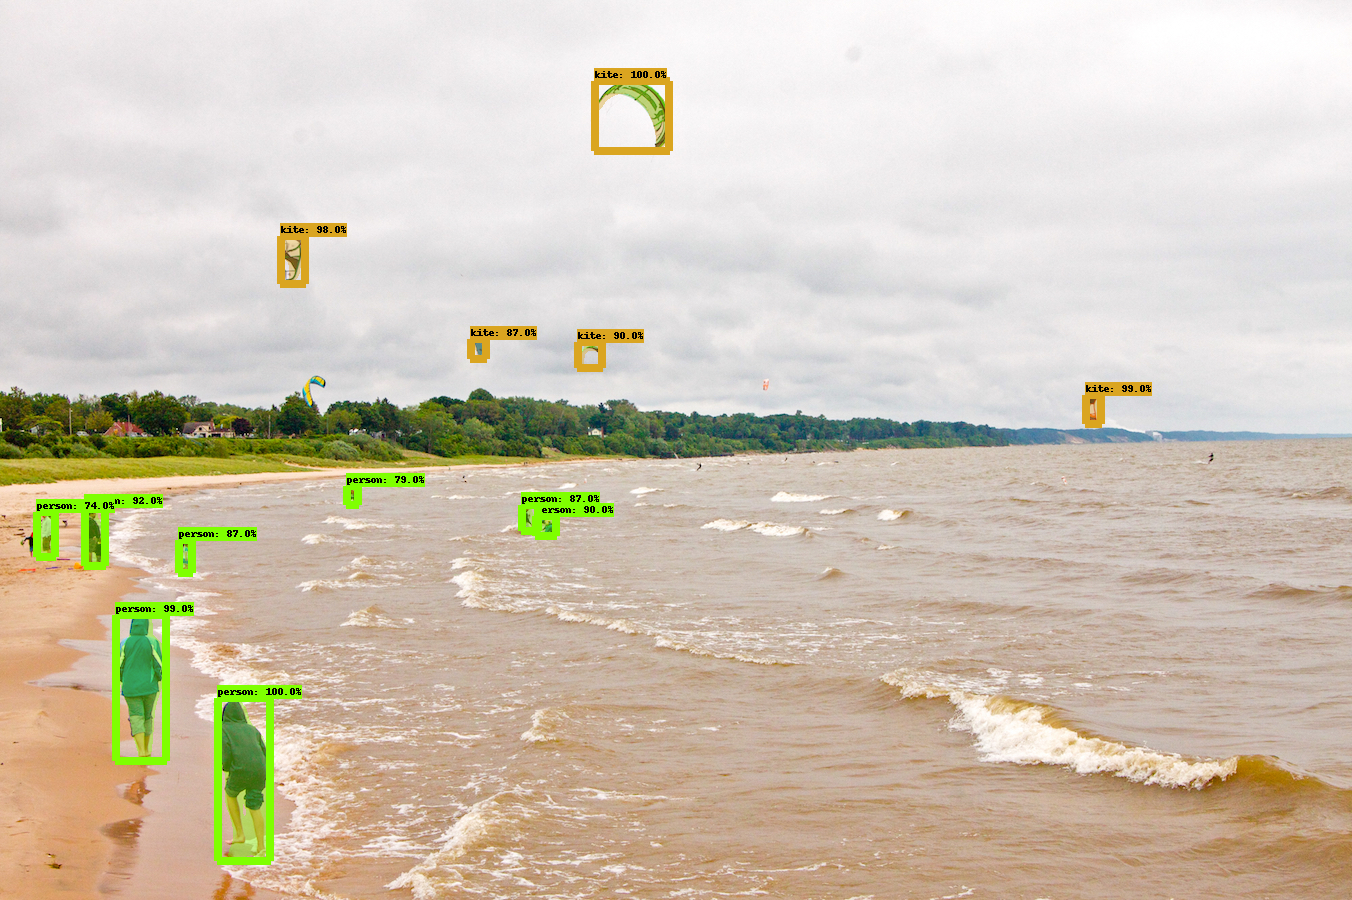 kite: 100.0%
kite: 98.0%
kite: 87.0%
kite: 90.0%
kite: 99.0%
person: 79.0%
n: 92.0%
person: 74.0%
person: 87.0%
erson: 90.0%
person: 87.0%
person: 99.0%
person: 100.0%